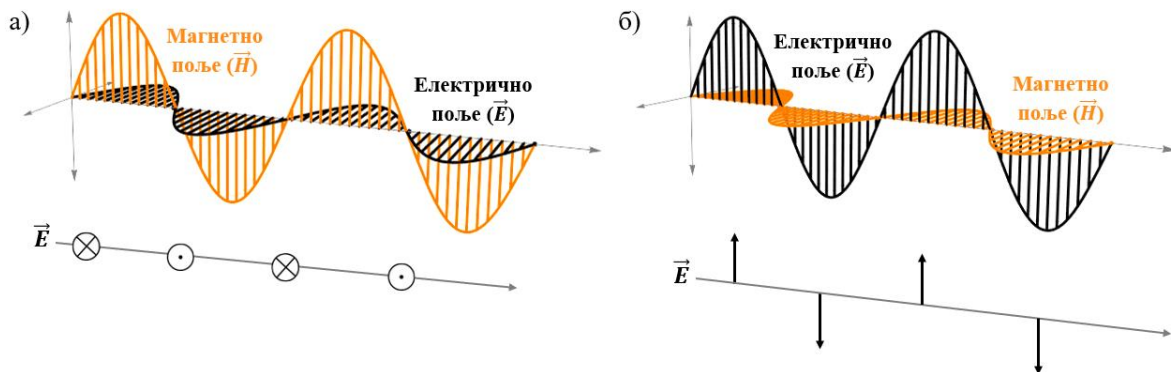 а)
Магнетно
поље (H⃗)
Електрично
поље (E⃗)
E⃗
б)
Електрично
поље (E⃗)
Магнетно
поље (H⃗)
E⃗